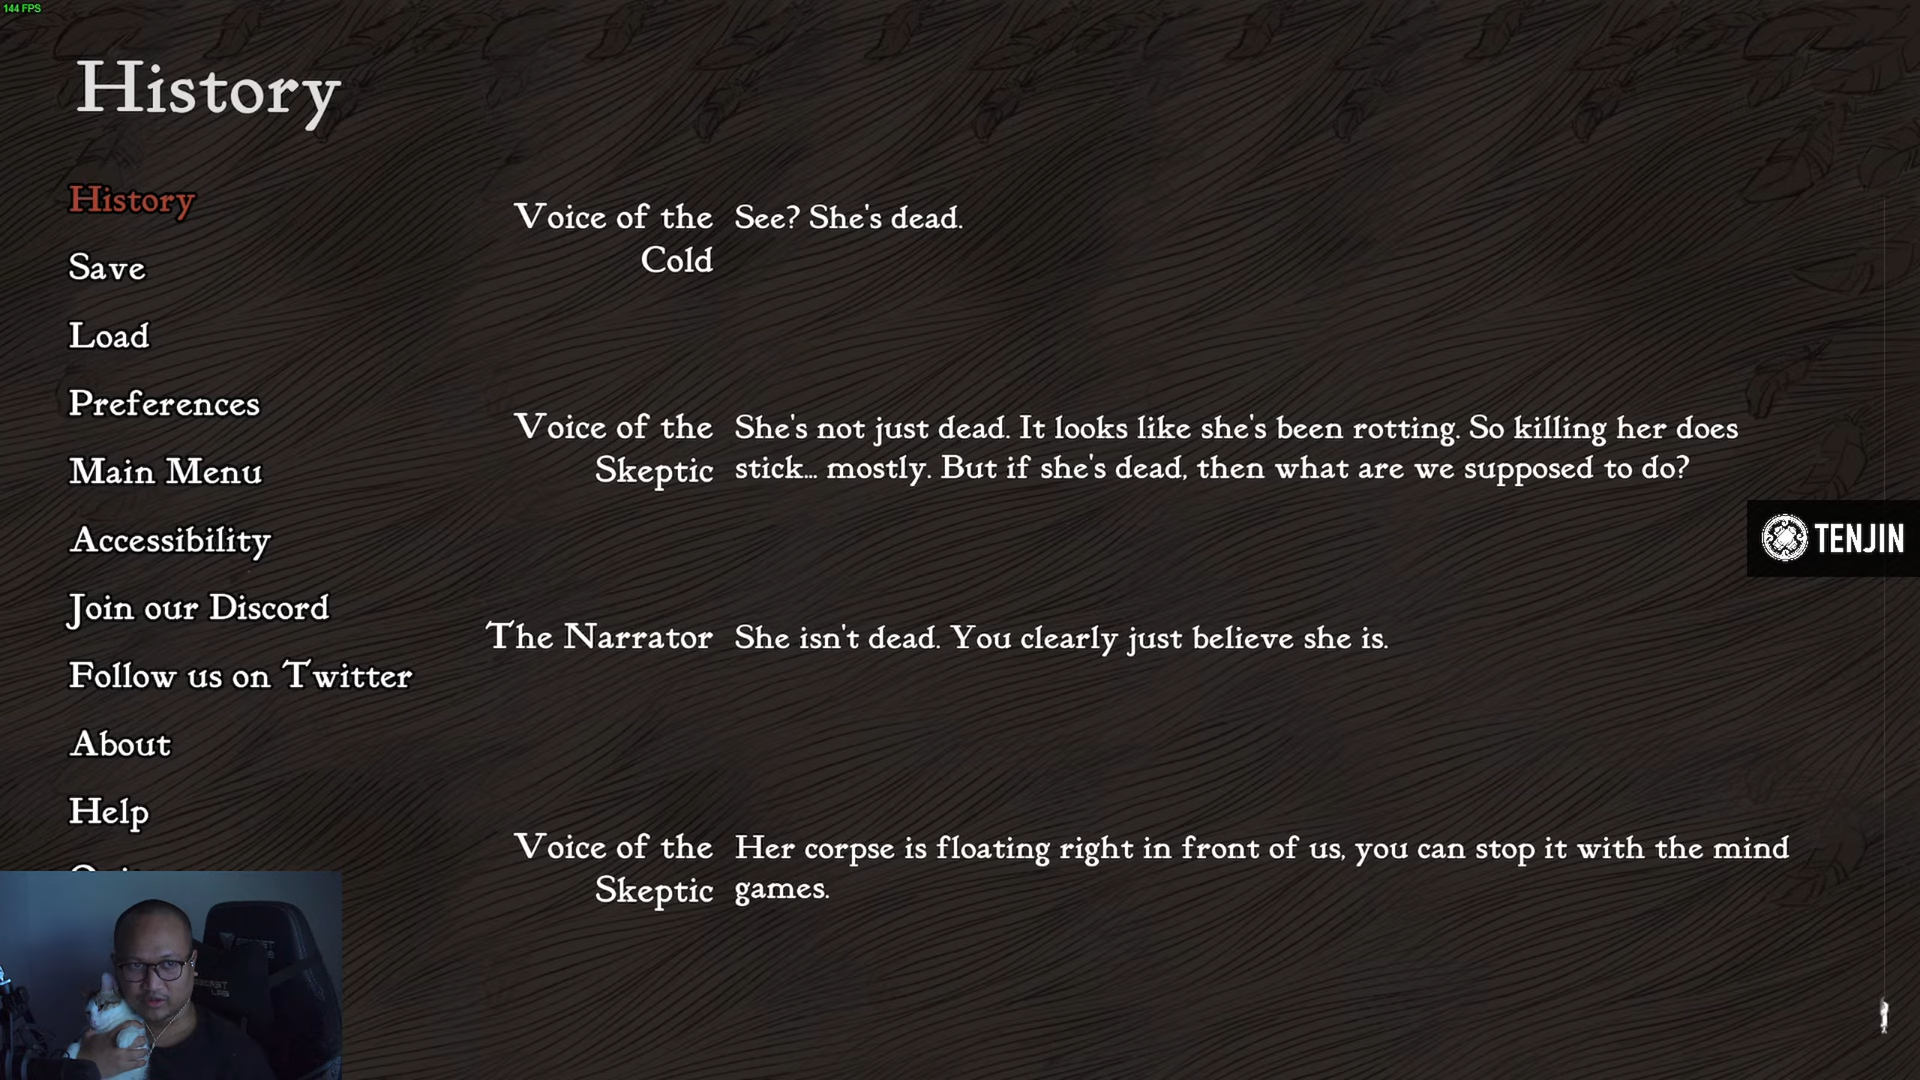 144 FPS
History
History
Save
Load
Preferences
Main Menu
Accessibility
Join our Discord
Follow us on Twitter
About
Help
Voice of the
Cold
See? She's dead.
Voice of the
Skeptic
She's not just dead. It looks like she's been rotting. So killing her does
stick... mostly. But if she's dead, then what are we supposed to do?
The Narrator
She isn't dead. You clearly just believe she is.
Voice of the
Skeptic
Her corpse is floating right in front of us, you can stop it with the mind
games.
TENJIN